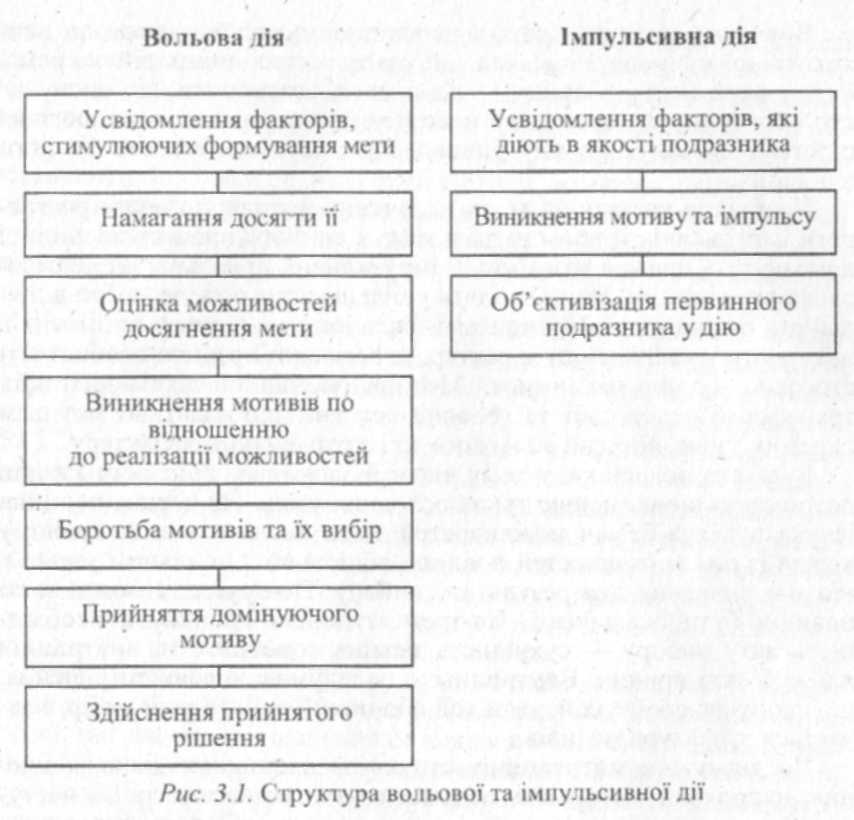 Вольова дія
Усвідомлення факторів,
стимулюючих формування мети
Намагання досягти її
Оцінка можливостей
досягнення мети
Виникнення мотивів по
відношенню
до реалізації можливостей
Боротьба мотивів та їх вибір
Прийняття домінуючого
мотиву
Здійснення прийнятого
рішення
Імпульсивна дія
Усвідомлення факторів, які
діють в якості подразника
Виникнення мотиву та імпульсу
Об’єктивізація первинного
подразника у дію
Рис. 3.1. Структура вольової та імпульсивної дії